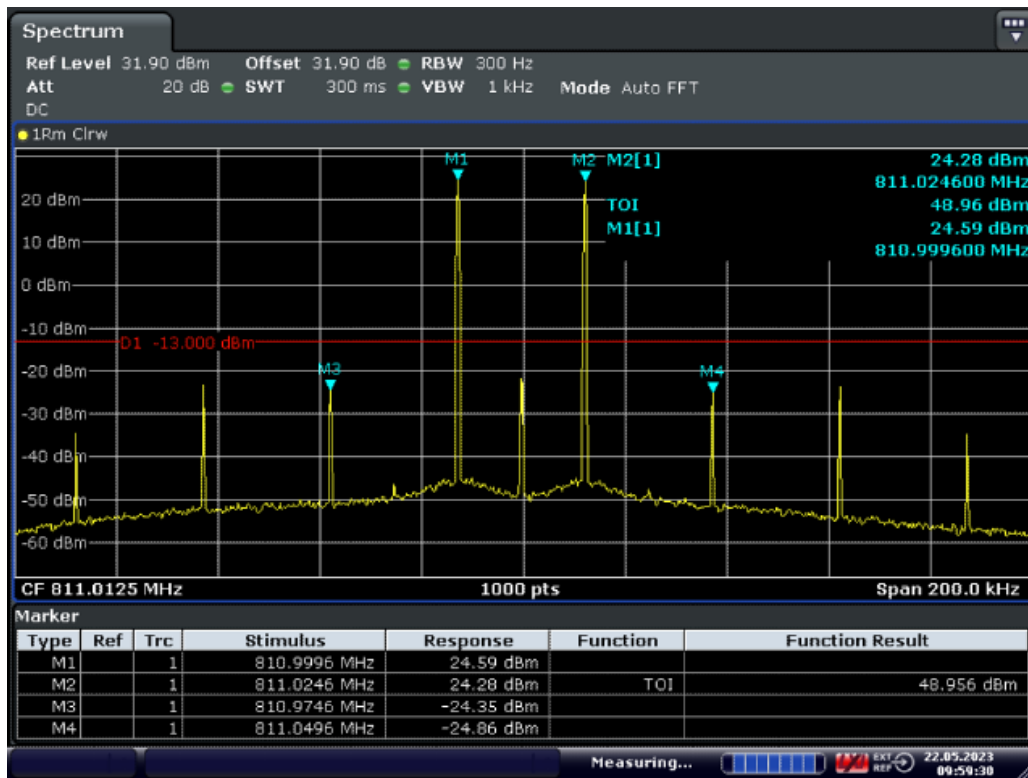 Spectrum
Ref Level 31.90 dBm Offset 31.90 dB RBW 300 Hz
Att 20 dB SWT 300 ms VBW 1 kHz Mode Auto FFT
DC
1Rm Clrw
M1 M2 M2[1] 24.28 dBm
811.024600 MHz
20 dBm TOI 48.96 dBm
M1[1] 24.59 dBm
10 dBm 810.999600 MHz
0 dBm
-10 dBm
D1 -13.000 dBm
-20 dBm M3 M4
-30 dBm
-40 dBm
-50 dBm
-60 dBm
CF 811.0125 MHz 1000 pts Span 200.0 kHz
Marker
Type Ref Trc Stimulus Response Function Function Result
M1 1 810.9996 MHz 24.59 dBm
M2 1 811.0246 MHz 24.28 dBm TOI 48.956 dBm
M3 1 810.9746 MHz -24.35 dBm
M4 1 811.0496 MHz -24.86 dBm
Measuring... EXT REF 22.05.2023
09:59:30